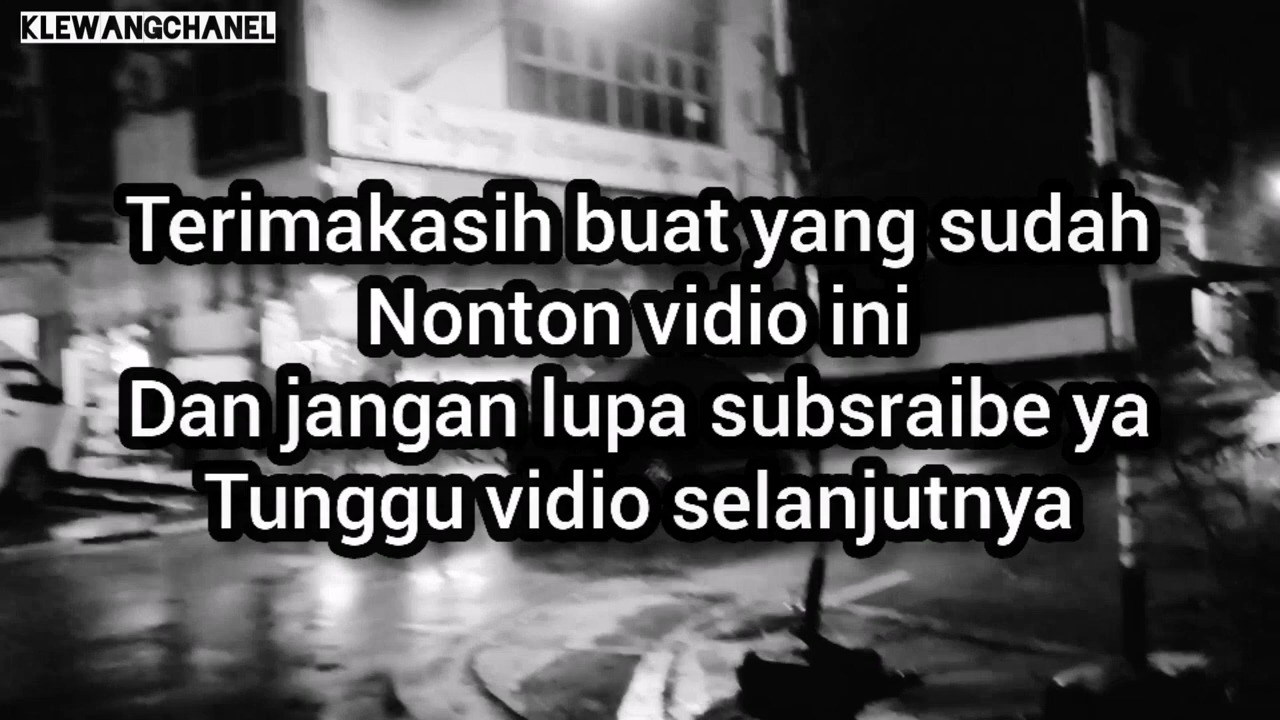 KLEWANGCHANEL
Terimakasih buat yang sudah
Nonton vidio ini
Dan jangan lupa subsraibe ya
Tunggu vidio selanjutnya